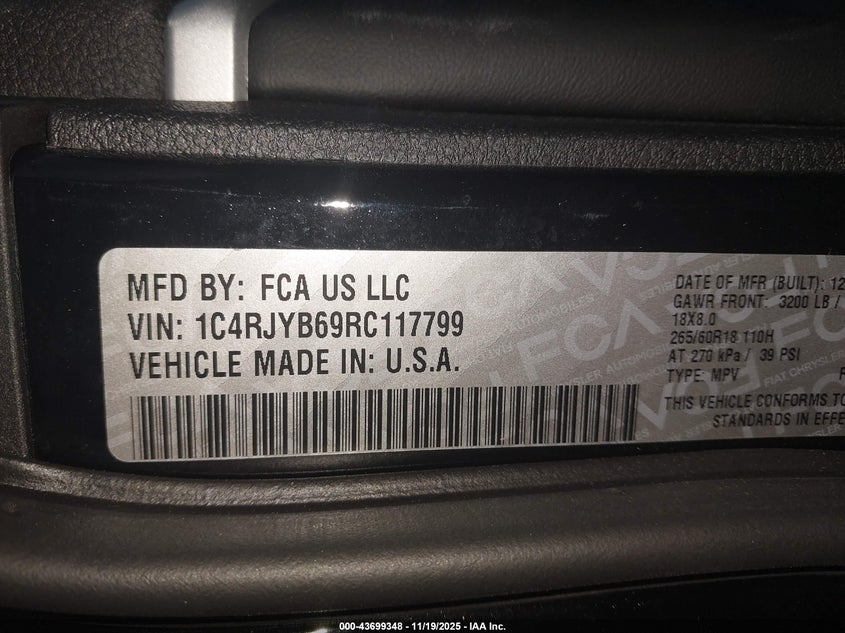 MFD BY: FCA US LLC
VIN: 1C4RJYB69RC117799
VEHICLE MADE IN: U.S.A.
DATE OF MFR (BUILT): 12
GAWR FRONT: 3200 LB /
18X8.0
265/60R18 110H
AT 270 kPa / 39 PSI
TYPE: MPV
THIS VEHICLE CONFORMS TO
STANDARDS IN EFFE
000-43699348 - 11/19/2025 - IAA Inc.